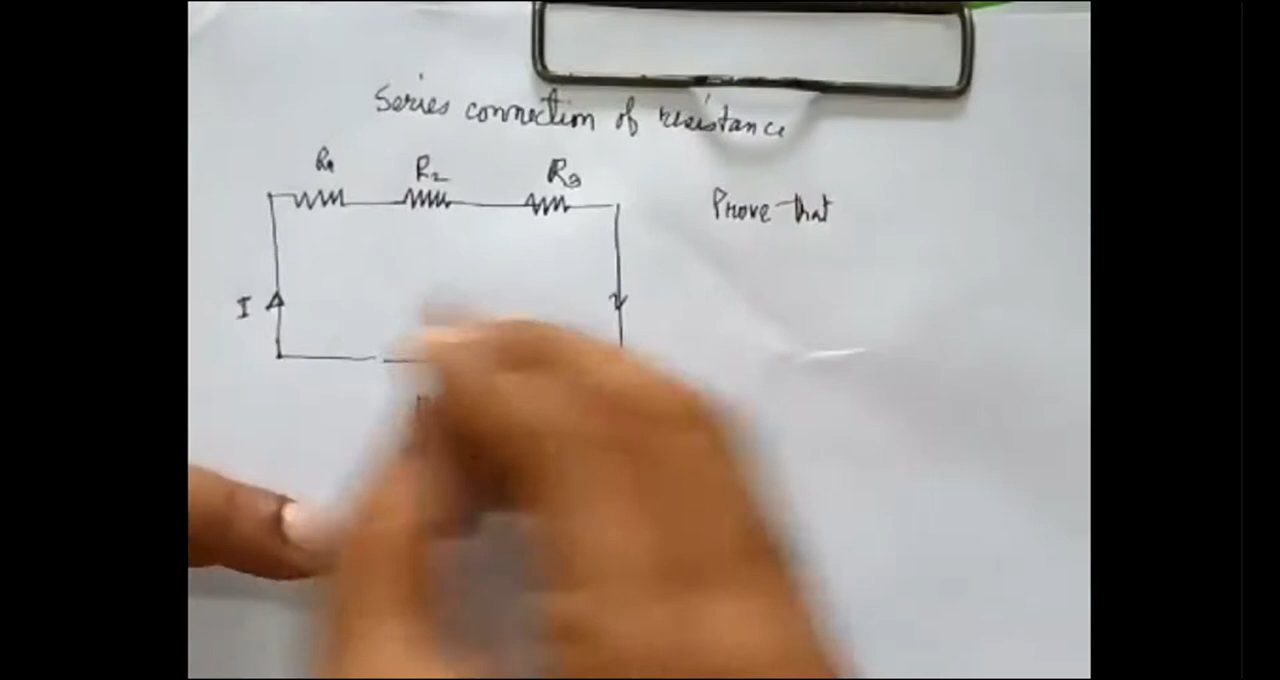 Series connection of resistance
R1 R2 R3
Prove that
I